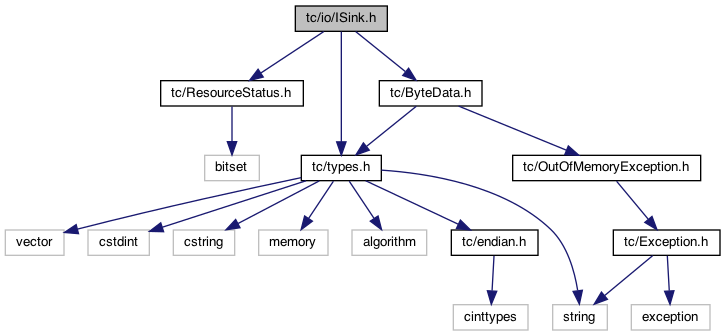 tc/io/ISink.h
tc/ResourceStatus.h
tc/ByteData.h
bitset
tc/types.h
tc/OutOfMemoryException.h
vector
cstdint
cstring
memory
algorithm
tc/endian.h
tc/Exception.h
cinttypes
string
exception